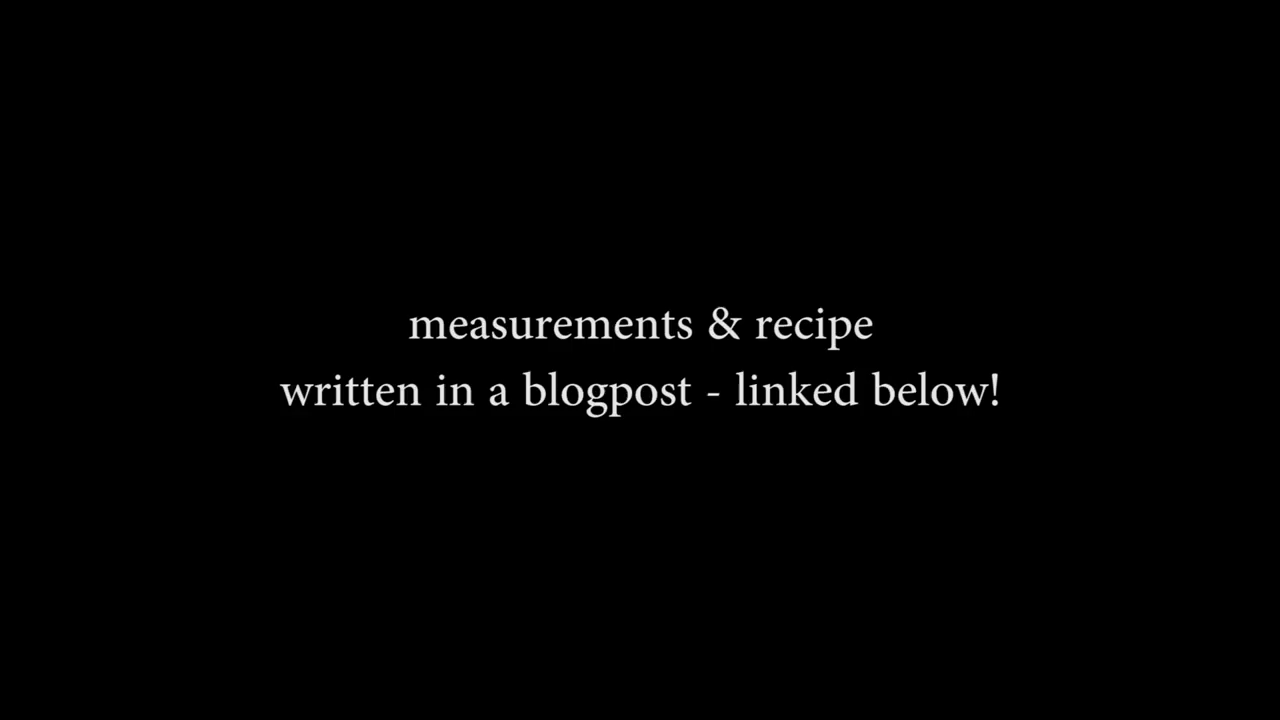 measurements & recipe
written in a blogpost - linked below!